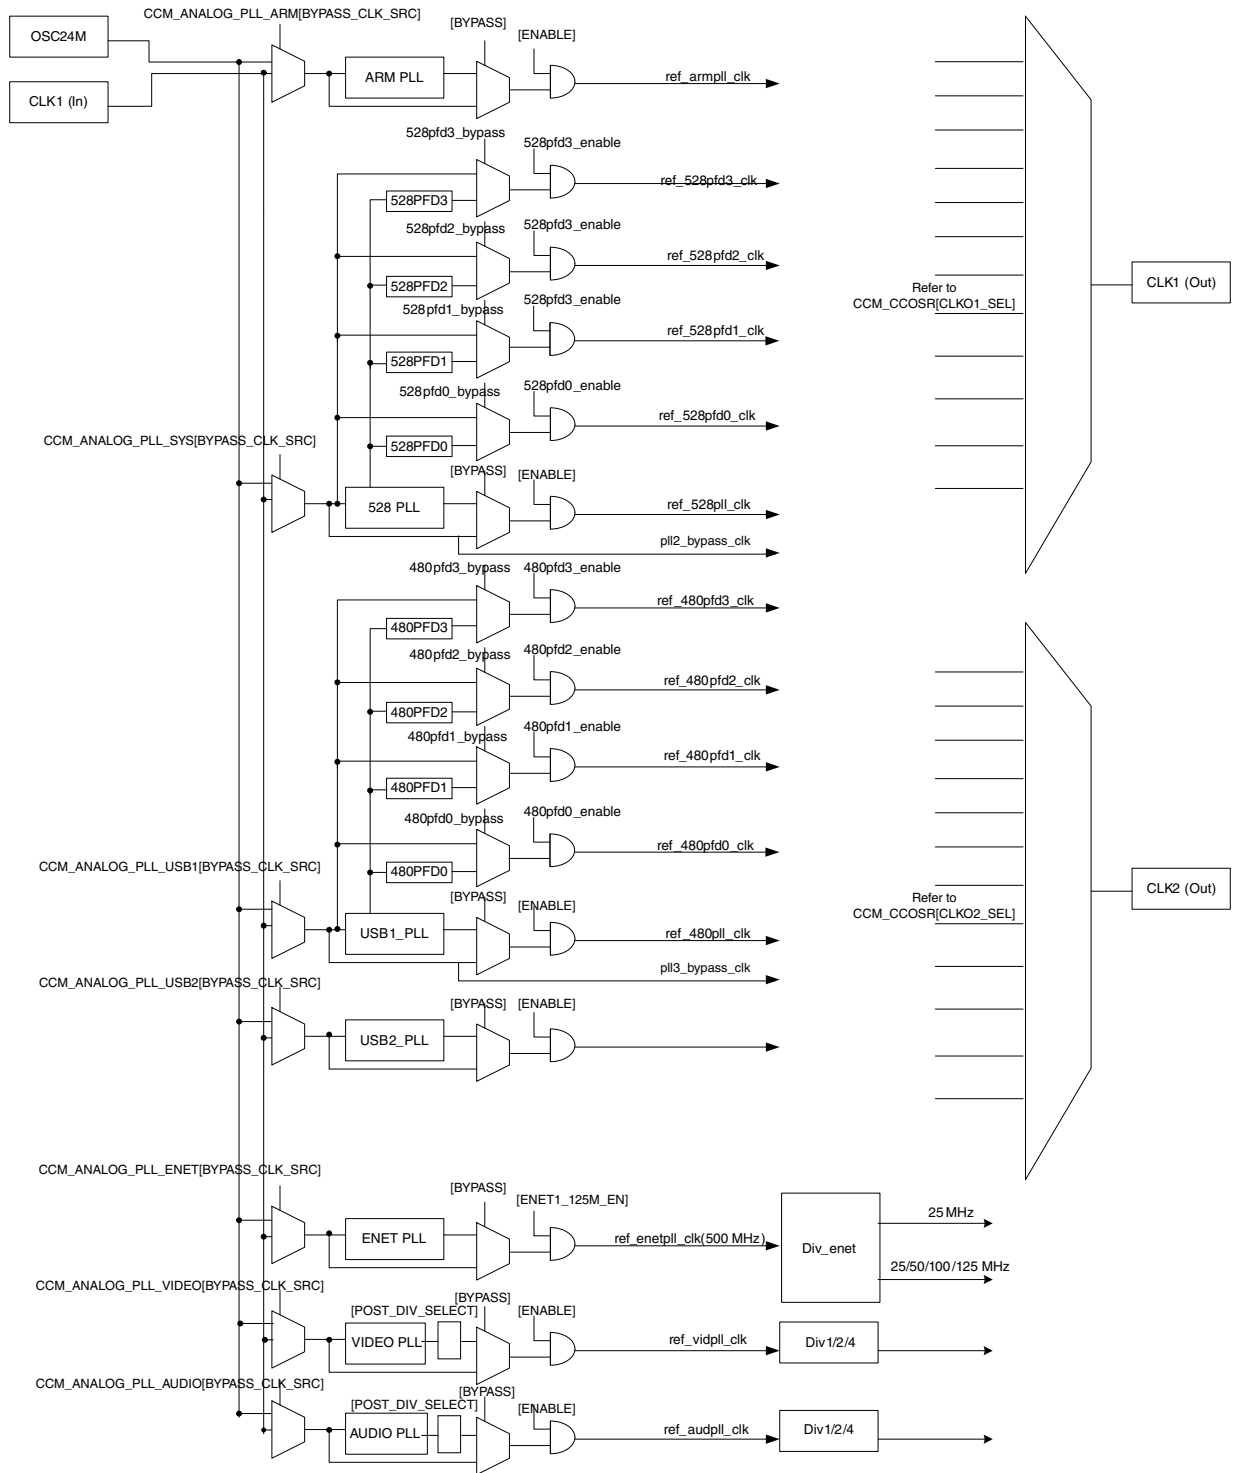 CCM_ANALOG_PLL_ARM[BYPASS_CLK_SRC]
OSC24M
CLK1 (In)
[BYPASS]
[ENABLE]
ARM PLL
ref_armpll_clk
528pfd3_bypass
528pfd3_enable
528PFD3
ref_528pfd3_clk
528pfd2_bypass
528pfd3_enable
528PFD2
ref_528pfd2_clk
528pfd1_bypass
528pfd3_enable
528PFD1
ref_528pfd1_clk
528pfd0_bypass
528pfd0_enable
528PFD0
ref_528pfd0_clk
CCM_ANALOG_PLL_SYS[BYPASS_CLK_SRC]
[BYPASS]
[ENABLE]
528 PLL
ref_528pll_clk
pll2_bypass_clk
Refer to
CCM_CCOSR[CLKO1_SEL]
CLK1 (Out)
480pfd3_bypass
480pfd3_enable
480PFD3
ref_480pfd3_clk
480pfd2_bypass
480pfd2_enable
480PFD2
ref_480pfd2_clk
480pfd1_bypass
480pfd1_enable
480PFD1
ref_480pfd1_clk
480pfd0_bypass
480pfd0_enable
480PFD0
ref_480pfd0_clk
CCM_ANALOG_PLL_USB1[BYPASS_CLK_SRC]
[BYPASS]
[ENABLE]
USB1_PLL
ref_480pll_clk
pll3_bypass_clk
Refer to
CCM_CCOSR[CLKO2_SEL]
CLK2 (Out)
CCM_ANALOG_PLL_USB2[BYPASS_CLK_SRC]
[BYPASS]
[ENABLE]
USB2_PLL
CCM_ANALOG_PLL_ENET[BYPASS_CLK_SRC]
[BYPASS]
[ENET1_125M_EN]
ENET PLL
ref_enetpll_clk(500 MHz)
Div_enet
25 MHz
25/50/100/125 MHz
CCM_ANALOG_PLL_VIDEO[BYPASS_CLK_SRC]
[POST_DIV_SELECT]
[BYPASS]
[ENABLE]
VIDEO PLL
ref_vidpll_clk
Div1/2/4
CCM_ANALOG_PLL_AUDIO[BYPASS_CLK_SRC]
[POST_DIV_SELECT]
[BYPASS]
[ENABLE]
AUDIO PLL
ref_audpll_clk
Div1/2/4